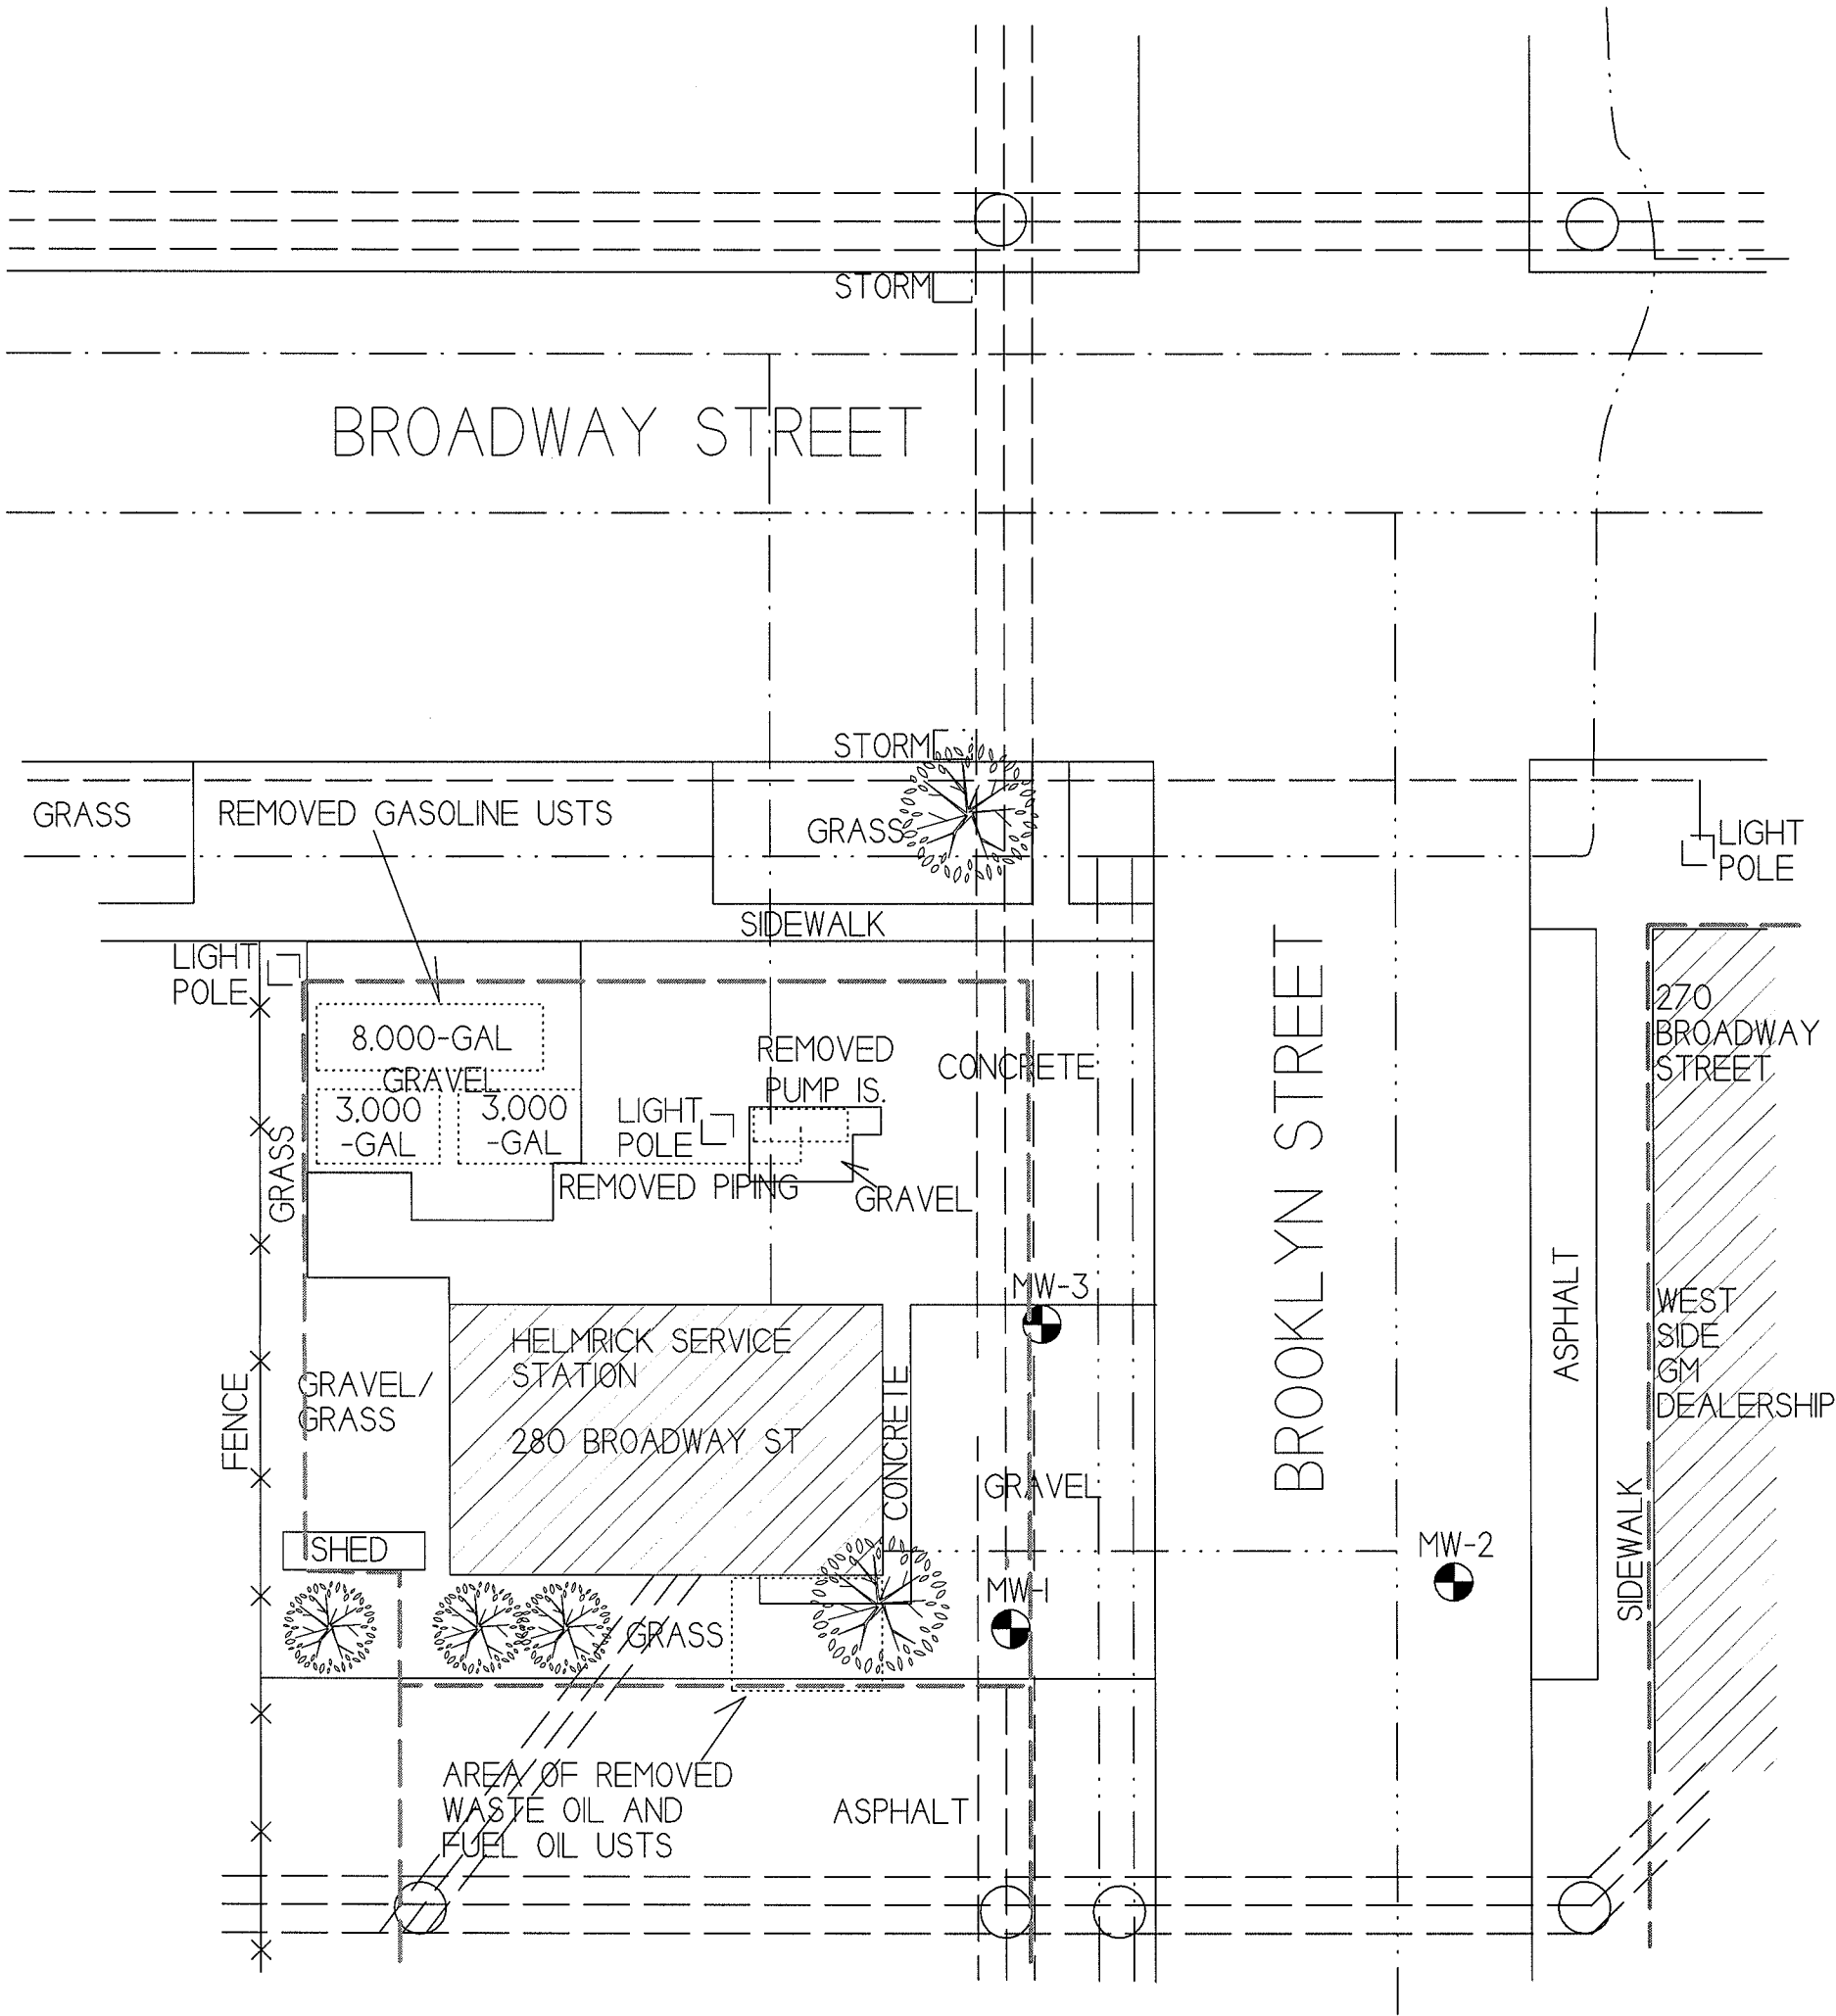 STORM
BROADWAY STREET
STORM
GRASS
REMOVED GASOLINE USTS
GRASS
LIGHT
POLE
SIDEWALK
LIGHT
POLE
8,000-GAL
GRAVEL
3,000
-GAL
3,000
-GAL
REMOVED
PUMP IS.
LIGHT
POLE
CONCRETE
REMOVED PIPING
GRAVEL
GRASS
BROOKLYN STREET
270
BROADWAY
STREET
MW-3
HELMRICK SERVICE
STATION
280 BROADWAY ST
CONCRETE
GRAVEL/
GRASS
FENCE
GRAVEL
ASPHALT
WEST
SIDE
GM
DEALERSHIP
SIDEWALK
SHED
MW-2
MW-1
GRASS
AREA OF REMOVED
WASTE OIL AND
FUEL OIL USTS
ASPHALT